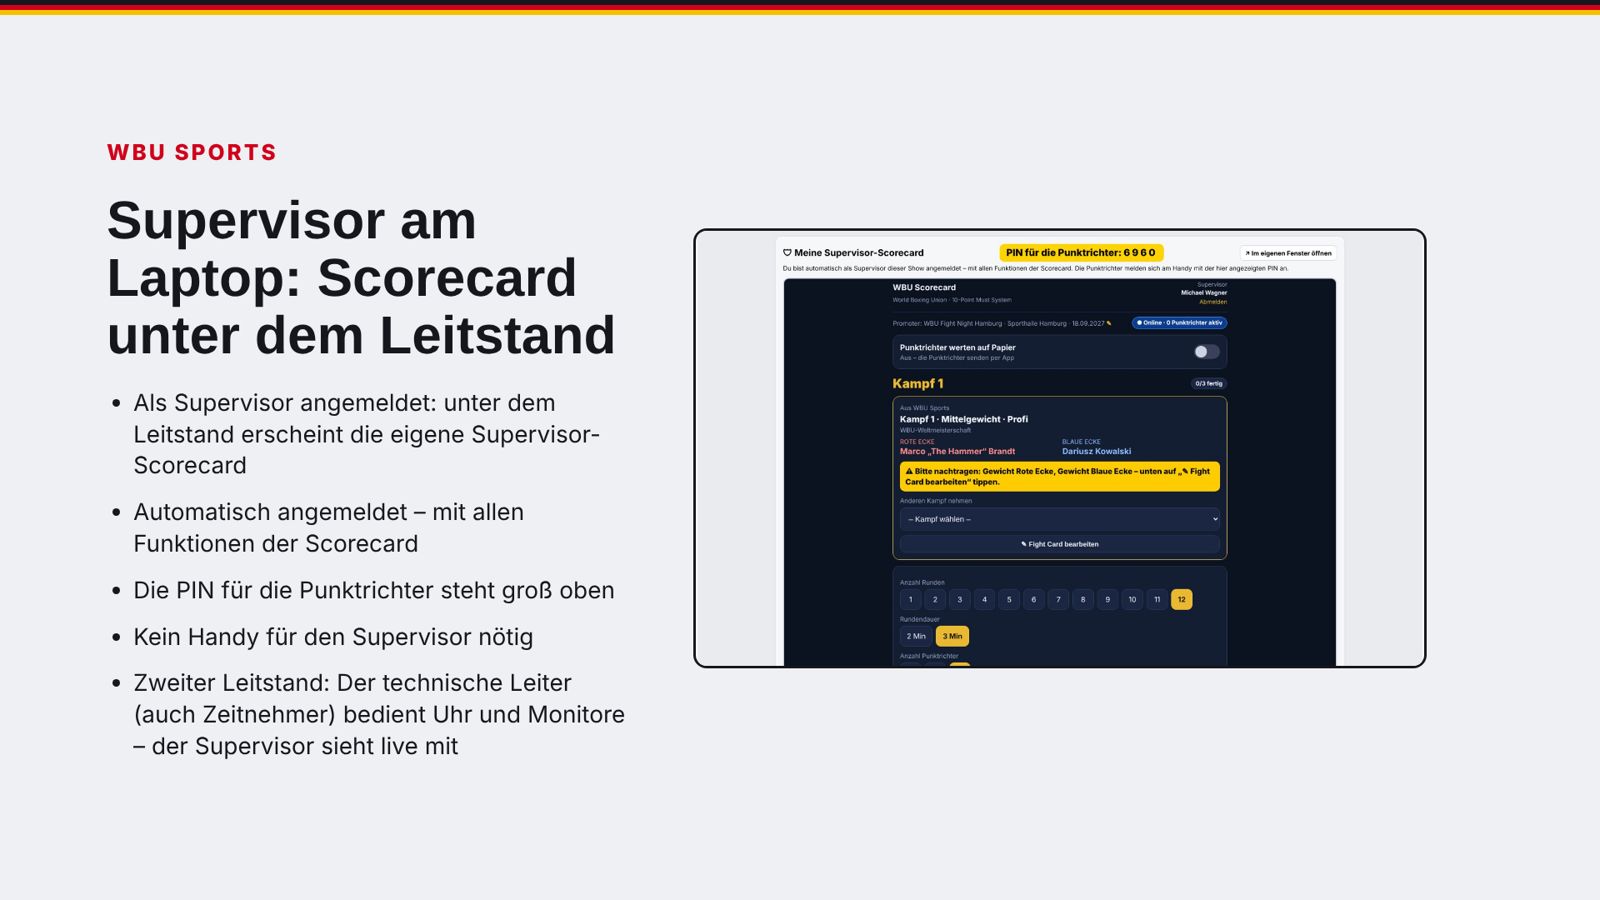 WBU SPORTS
Supervisor am
Laptop: Scorecard
unter dem Leitstand
• Als Supervisor angemeldet: unter dem
Leitstand erscheint die eigene Supervisor-
Scorecard
• Automatisch angemeldet – mit allen
Funktionen der Scorecard
• Die PIN für die Punktrichter steht groß oben
• Kein Handy für den Supervisor nötig
• Zweiter Leitstand: Der technische Leiter
(auch Zeitnehmer) bedient Uhr und Monitore
– der Supervisor sieht live mit
Meine Supervisor-Scorecard
PIN für die Punktrichter: 6 9 6 0
↗ Im eigenen Fenster öffnen
Du bist automatisch als Supervisor dieser Show angemeldet – mit allen Funktionen der Scorecard. Die Punktrichter melden sich am Handy mit der hier angezeigten PIN an.
WBU Scorecard
World Boxing Union · 10-Point Must System
Supervisor
Michael Wagner
Abmelden
Promoter: WBU Fight Night Hamburg · Sporthalle Hamburg · 18.09.2027 ✎
● Online · 0 Punktrichter aktiv
Punktrichter werten auf Papier
Aus – die Punktrichter senden per App
Kampf 1
0/3 fertig
Aus WBU Sports
Kampf 1 · Mittelgewicht · Profi
WBU-Weltmeisterschaft
ROTE ECKE
Marco „The Hammer“ Brandt
BLAUE ECKE
Dariusz Kowalski
⚠ Bitte nachtragen: Gewicht Rote Ecke, Gewicht Blaue Ecke – unten auf „✎ Fight
Card bearbeiten“ tippen.
Anderen Kampf nehmen
– Kampf wählen –
✎ Fight Card bearbeiten
Anzahl Runden
1 2 3 4 5 6 7 8 9 10 11 12
Rundendauer
2 Min 3 Min
Anzahl Punktrichter